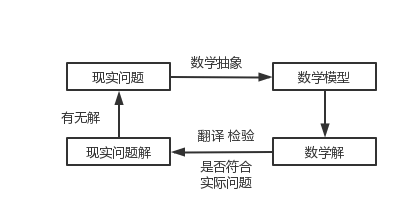 数学抽象
现实问题
数学模型
有无解
翻译 检验
现实问题解
数学解
是否符合
实际问题